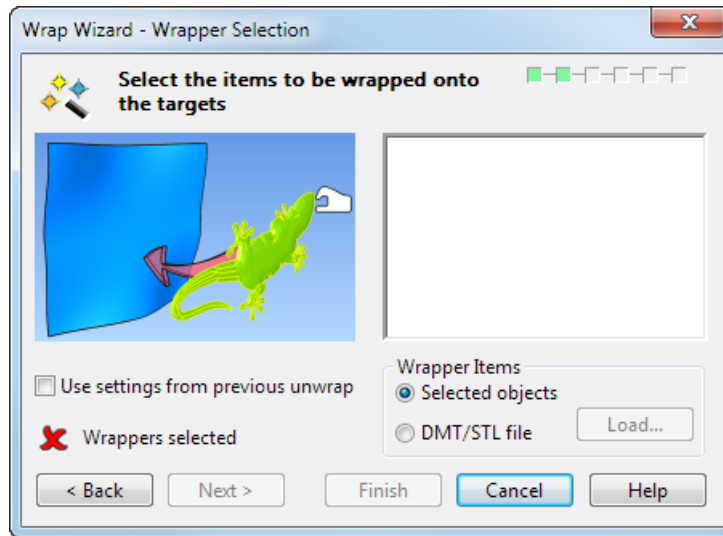 Wrap Wizard - Wrapper Selection
Select the items to be wrapped onto
the targets
Use settings from previous unwrap
Wrappers selected
Wrapper Items
Selected objects
DMT/STL file
Load...
< Back
Next >
Finish
Cancel
Help